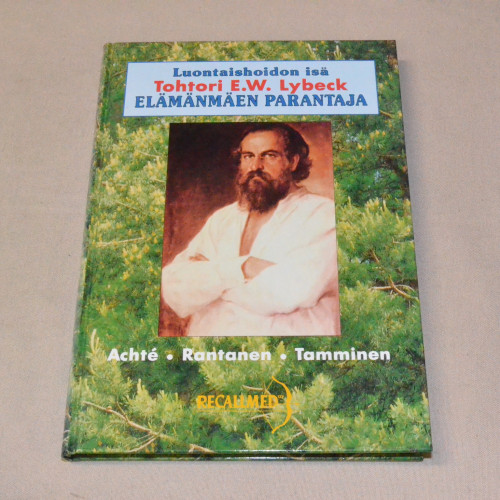 Luontaishoidon isä
Tohtori E.W. Lybeck
ELÄMÄNMÄEN PARANTAJA
Achté • Rantanen • Tamminen
RECALLMED